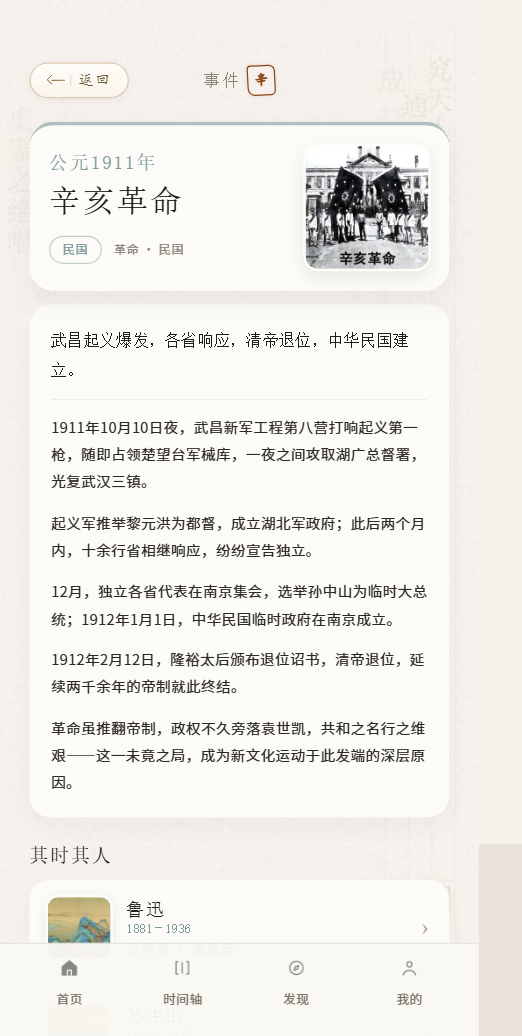 返回
事件
辛
公元1911年
辛亥革命
民国
革命 · 民国
辛亥革命
武昌起义爆发，各省响应，清帝退位，中华民国建
立。
1911年10月10日夜，武昌新军工程第八营打响起义第一
枪，随即占领楚望台军械库，一夜之间攻取湖广总督署，
光复武汉三镇。
起义军推举黎元洪为都督，成立湖北军政府；此后两个月
内，十余行省相继响应，纷纷宣告独立。
12月，独立各省代表在南京集会，选举孙中山为临时大总
统；1912年1月1日，中华民国临时政府在南京成立。
1912年2月12日，隆裕太后颁布退位诏书，清帝退位，延
续两千余年的帝制就此终结。
革命虽推翻帝制，政权不久旁落袁世凯，共和之名行之维
艰——这一未竟之局，成为新文化运动于此发端的深层原
因。
其时其人
鲁迅
1881－1936
孙中山
首页
时间轴
发现
我的